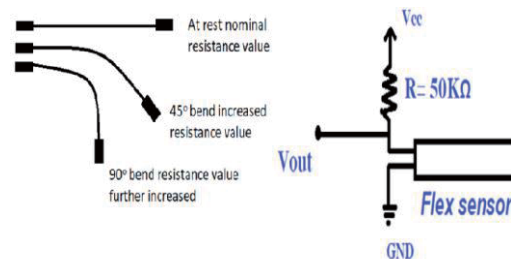 At rest nominal
resistance value
45° bend increased
resistance value
90° bend resistance value
further increased
Vcc
R= 50KΩ
Vout
Flex sensor
GND